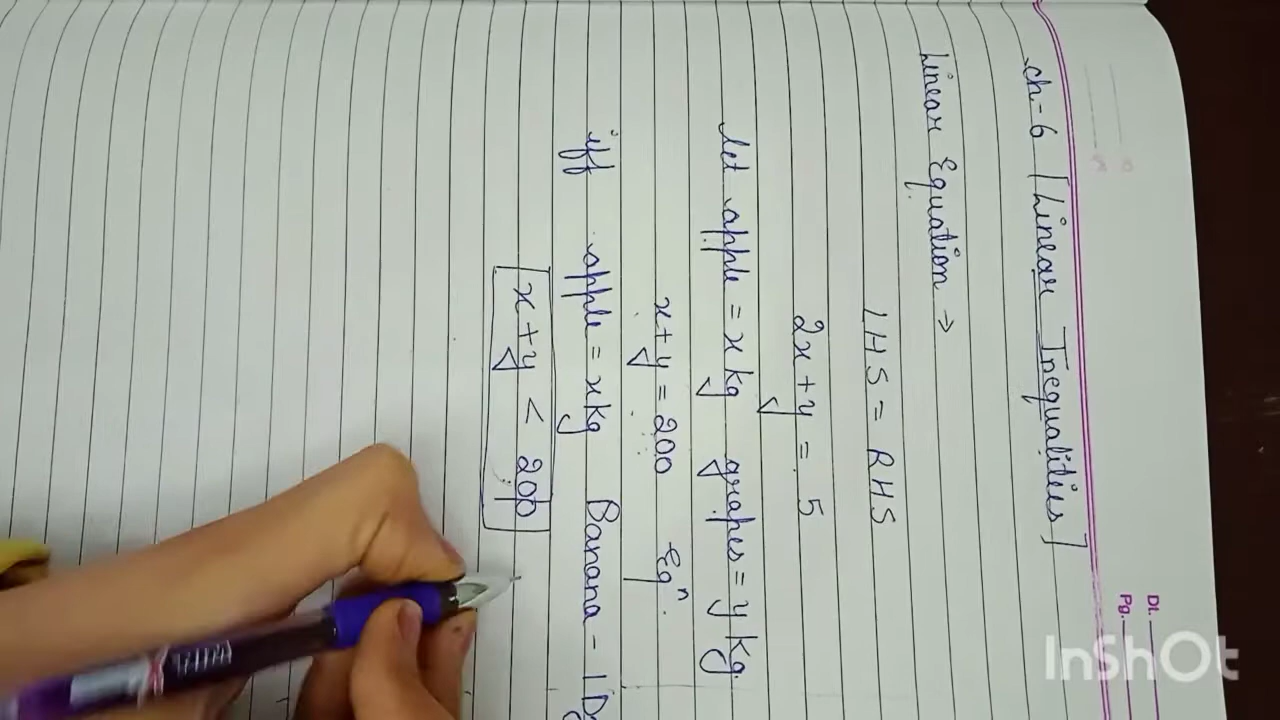 Dt.
Pg.
Ch.-6 [Linear Inequalities]
Linear Equation →
LHS = RHS
2x+y = 5
let apple = x kg grapes = y kg
x+y = 200 Eqⁿ.
if apple = x kg Banana - 1
x+y < 200
InShOt